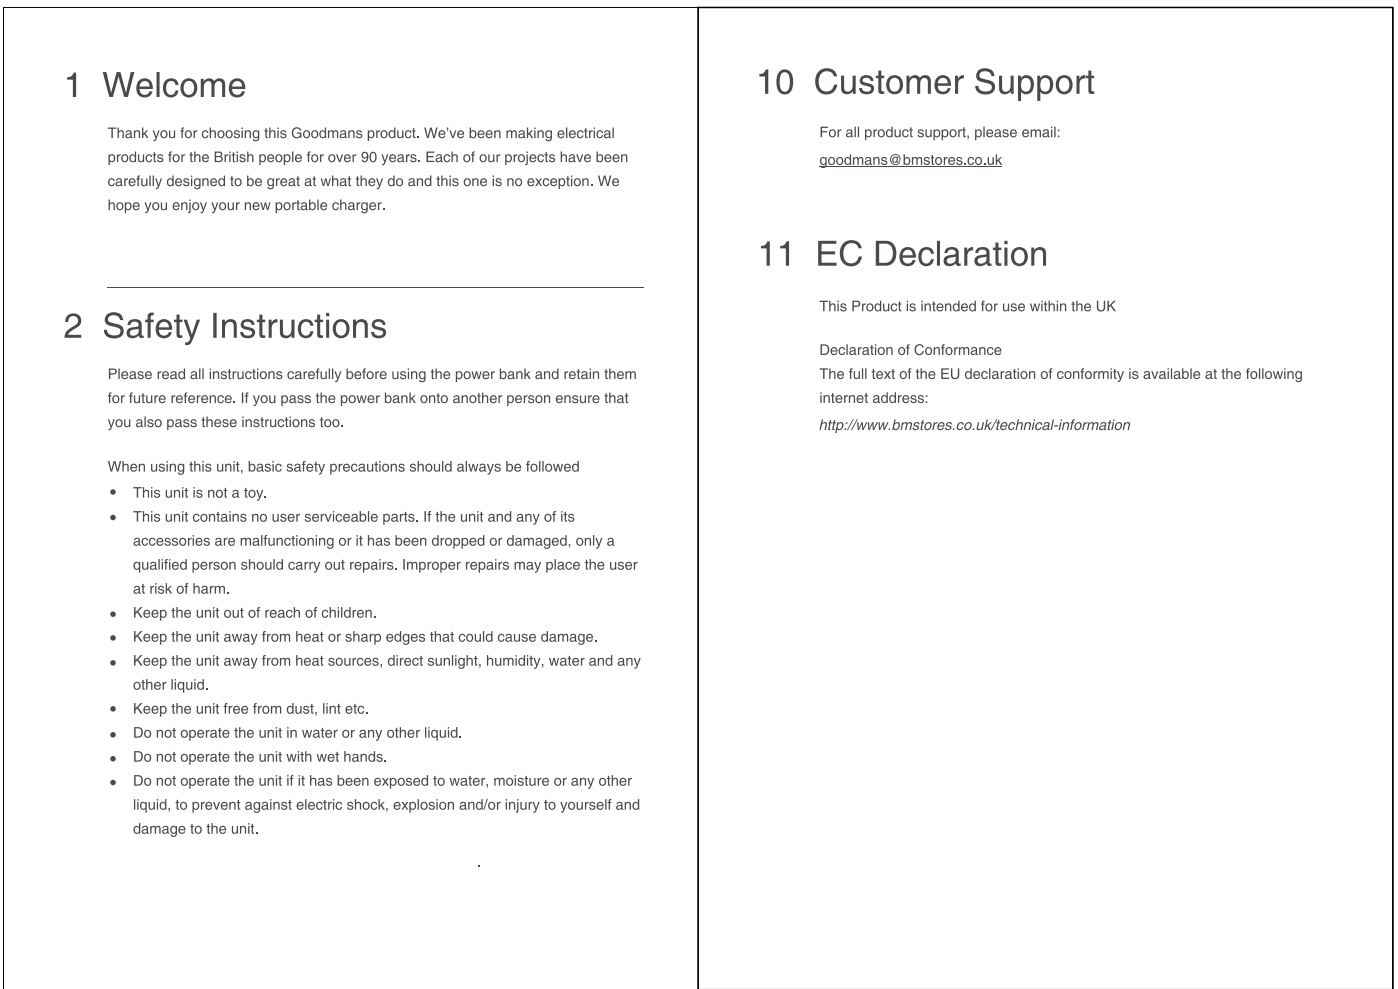 1 Welcome
Thank you for choosing this Goodmans product. We've been making electrical
products for the British people for over 90 years. Each of our projects have been
carefully designed to be great at what they do and this one is no exception. We
hope you enjoy your new portable charger.
2 Safety Instructions
Please read all instructions carefully before using the power bank and retain them
for future reference. If you pass the power bank onto another person ensure that
you also pass these instructions too.
When using this unit, basic safety precautions should always be followed
• This unit is not a toy.
• This unit contains no user serviceable parts. If the unit and any of its
accessories are malfunctioning or it has been dropped or damaged, only a
qualified person should carry out repairs. Improper repairs may place the user
at risk of harm.
• Keep the unit out of reach of children.
• Keep the unit away from heat or sharp edges that could cause damage.
• Keep the unit away from heat sources, direct sunlight, humidity, water and any
other liquid.
• Keep the unit free from dust, lint etc.
• Do not operate the unit in water or any other liquid.
• Do not operate the unit with wet hands.
• Do not operate the unit if it has been exposed to water, moisture or any other
liquid, to prevent against electric shock, explosion and/or injury to yourself and
damage to the unit.
.
10 Customer Support
For all product support, please email:
goodmans@bmstores.co.uk
11 EC Declaration
This Product is intended for use within the UK
Declaration of Conformance
The full text of the EU declaration of conformity is available at the following
internet address:
http://www.bmstores.co.uk/technical-information